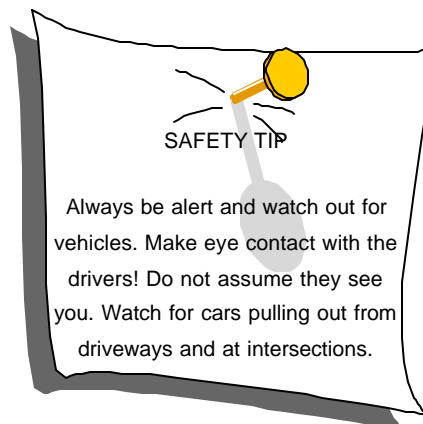 SAFETY TIP
Always be alert and watch out for
vehicles. Make eye contact with the
drivers! Do not assume they see
you. Watch for cars pulling out from
driveways and at intersections.